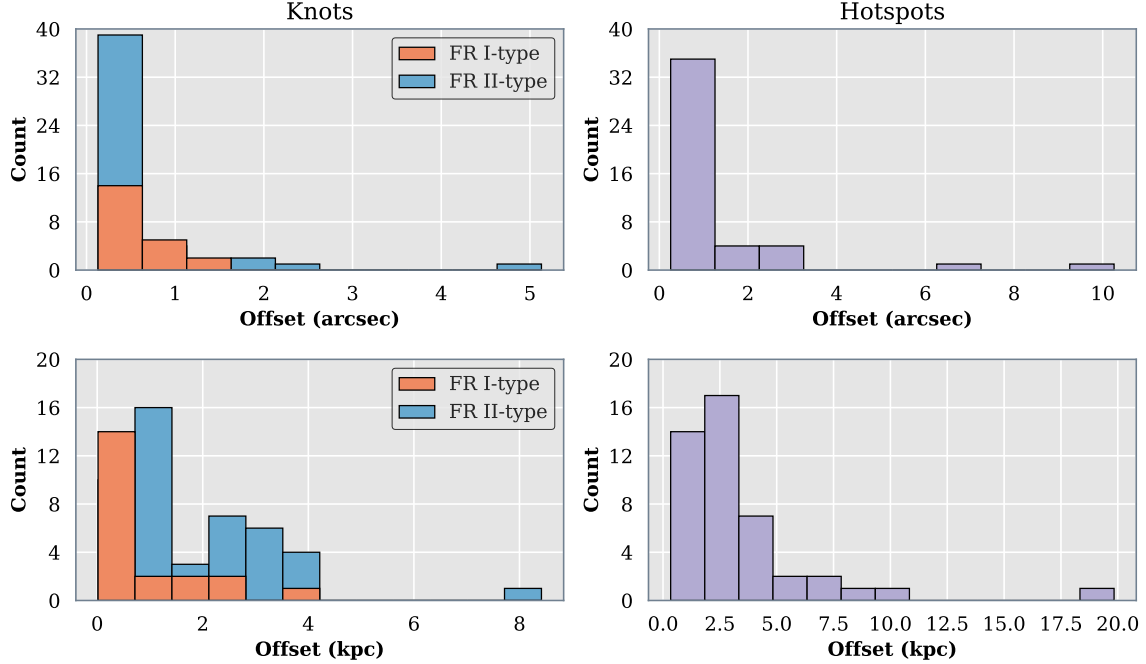 Knots
40
32
24
16
8
0
Count
FR I-type
FR II-type
0 1 2 3 4 5
Offset (arcsec)
Hotspots
40
32
24
16
8
0
Count
0 2 4 6 8 10
Offset (arcsec)
20
16
12
8
4
0
Count
FR I-type
FR II-type
0 2 4 6 8
Offset (kpc)
20
16
12
8
4
0
Count
0.0 2.5 5.0 7.5 10.0 12.5 15.0 17.5 20.0
Offset (kpc)